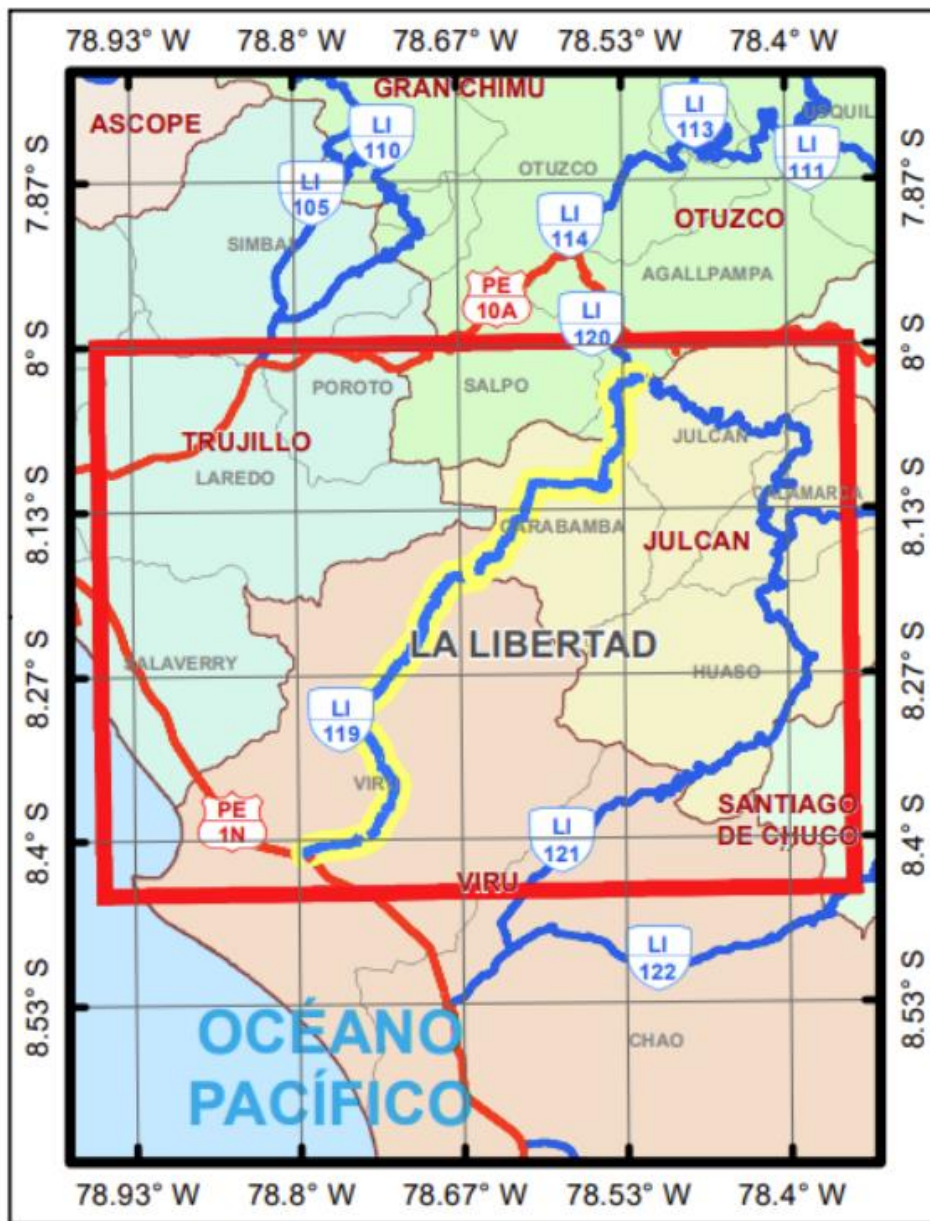 78.93° W 78.8° W 78.67° W 78.53° W 78.4° W
GRAN CHIMU
ASCOPE
LI
110
LI
113
USQUIL
LI
111
OTUZCO
7.87° S
7.87° S
LI
105
LI
114
OTUZCO
SIMBAL
AGALLPAMPA
PE
10A
LI
120
8° S
8° S
POROTO
SALPO
TRUJILLO
JULCAN
LAREDO
CALAMARCA
8.13° S
8.13° S
CARABAMBA
JULCAN
LA LIBERTAD
SALAVERRY
HUASO
8.27° S
8.27° S
LI
119
VIRU
PE
1N
LI
121
SANTIAGO
DE CHUCO
8.4° S
8.4° S
VIRU
LI
122
8.53° S
8.53° S
OCÉANO
PACÍFICO
CHAO
78.93° W 78.8° W 78.67° W 78.53° W 78.4° W